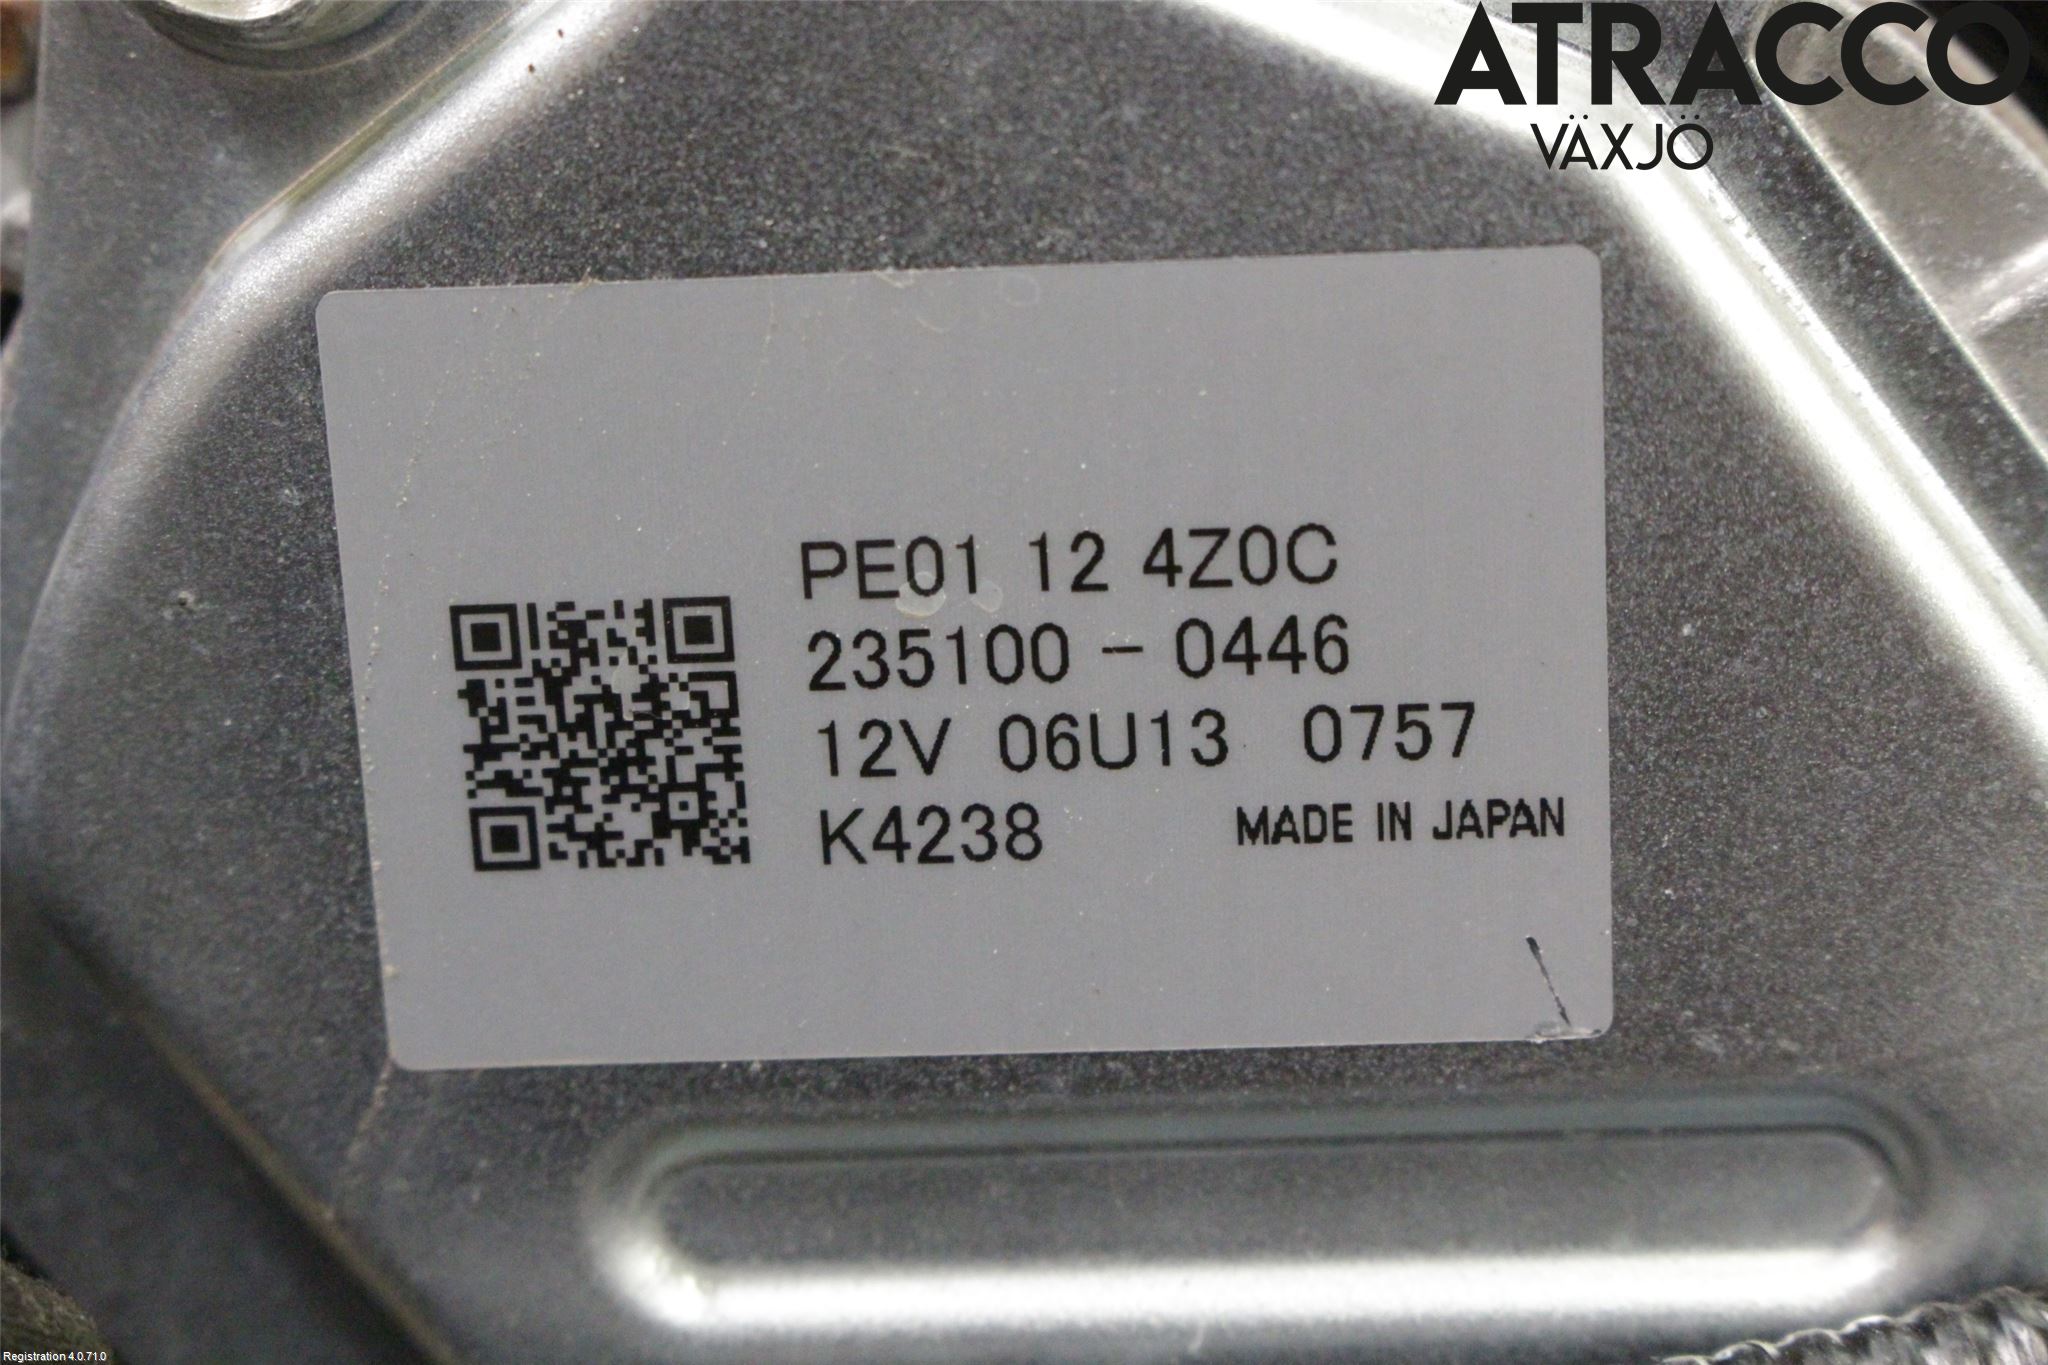 ATRACCO
VÄXJÖ
PE01 12 4Z0C
235100 - 0446
12V 06U13 0757
K4238 MADE IN JAPAN
Registration 4.0.71.0